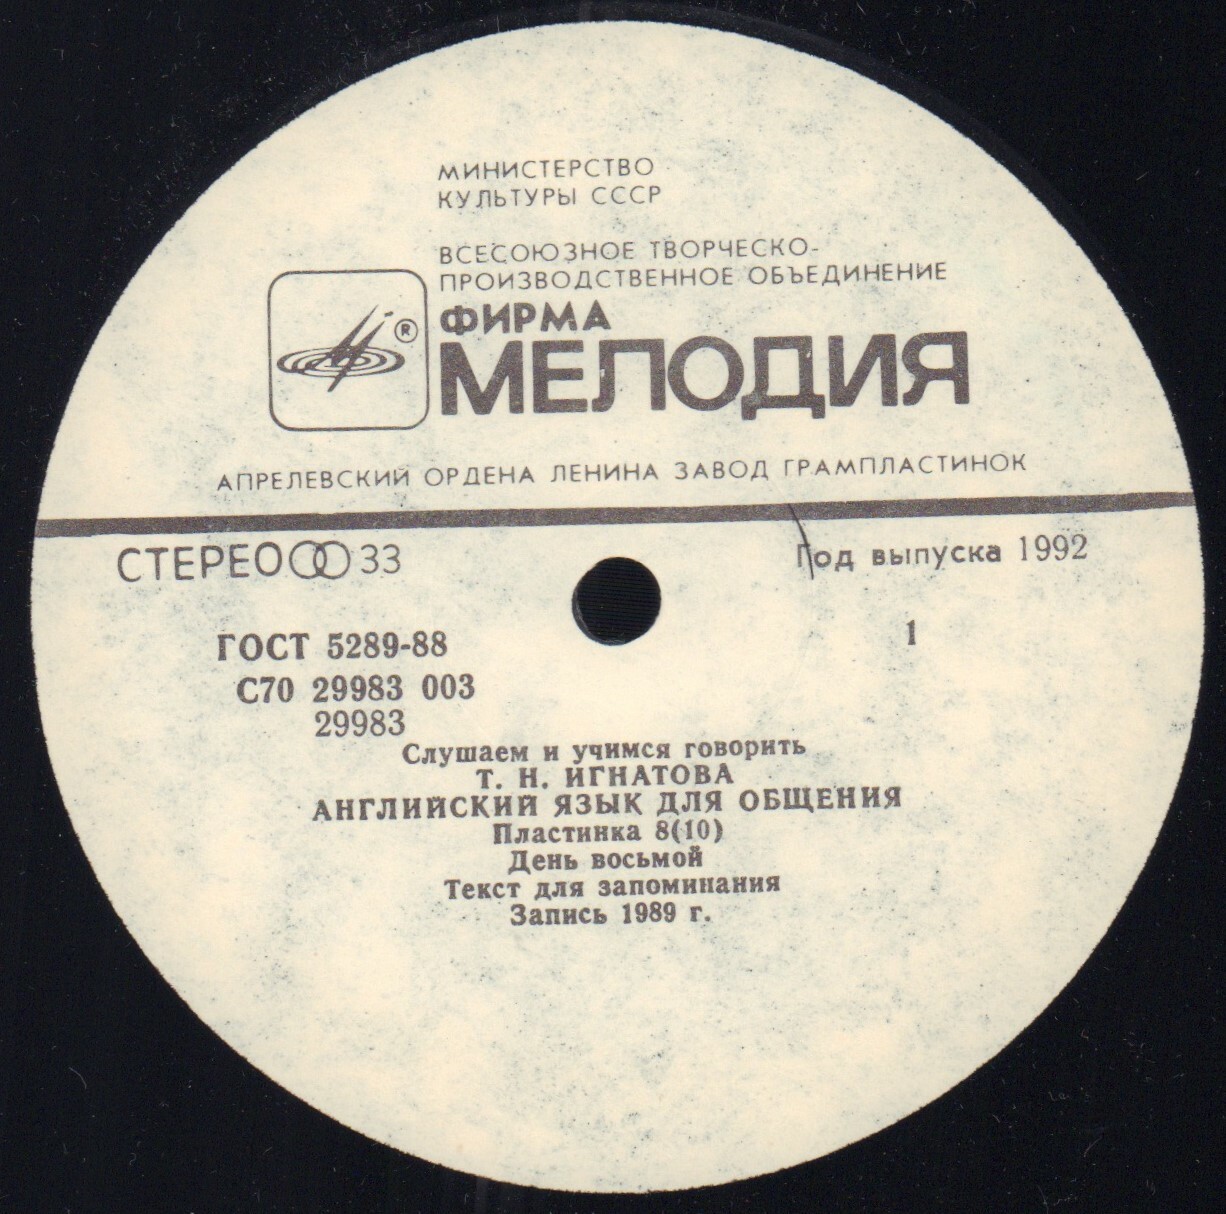 МИНИСТЕРСТВО
КУЛЬТУРЫ СССР
ВСЕСОЮЗНОЕ ТВОРЧЕСКО-
ПРОИЗВОДСТВЕННОЕ ОБЪЕДИНЕНИЕ
ФИРМА
®
МЕЛОДИЯ
АПРЕЛЕВСКИЙ ОРДЕНА ЛЕНИНА ЗАВОД ГРАМПЛАСТИНОК
СТЕРЕО 33
Год выпуска 1992
ГОСТ 5289-88
1
С70 29983 003
29983
Слушаем и учимся говорить
Т. Н. ИГНАТОВА
АНГЛИЙСКИЙ ЯЗЫК ДЛЯ ОБЩЕНИЯ
Пластинка 8(10)
День восьмой
Текст для запоминания
Запись 1989 г.